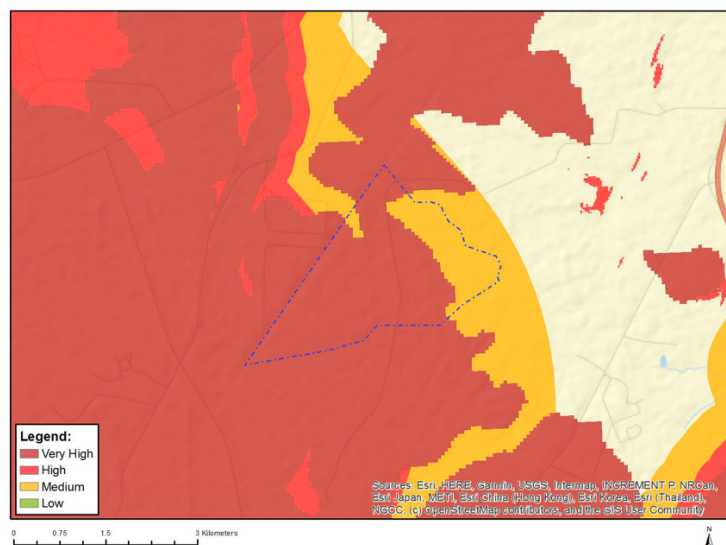 Legend:
Very High
High
Medium
Low
Sources: Esri, HERE, Garmin, USGS, Intermap, INCREMENT P, NRCan,
Esri Japan, METI, Esri China (Hong Kong), Esri Korea, Esri (Thailand),
NGCC, (c) OpenStreetMap contributors, and the GIS User Community
0 0.75 1.5 3 Kilometers
N